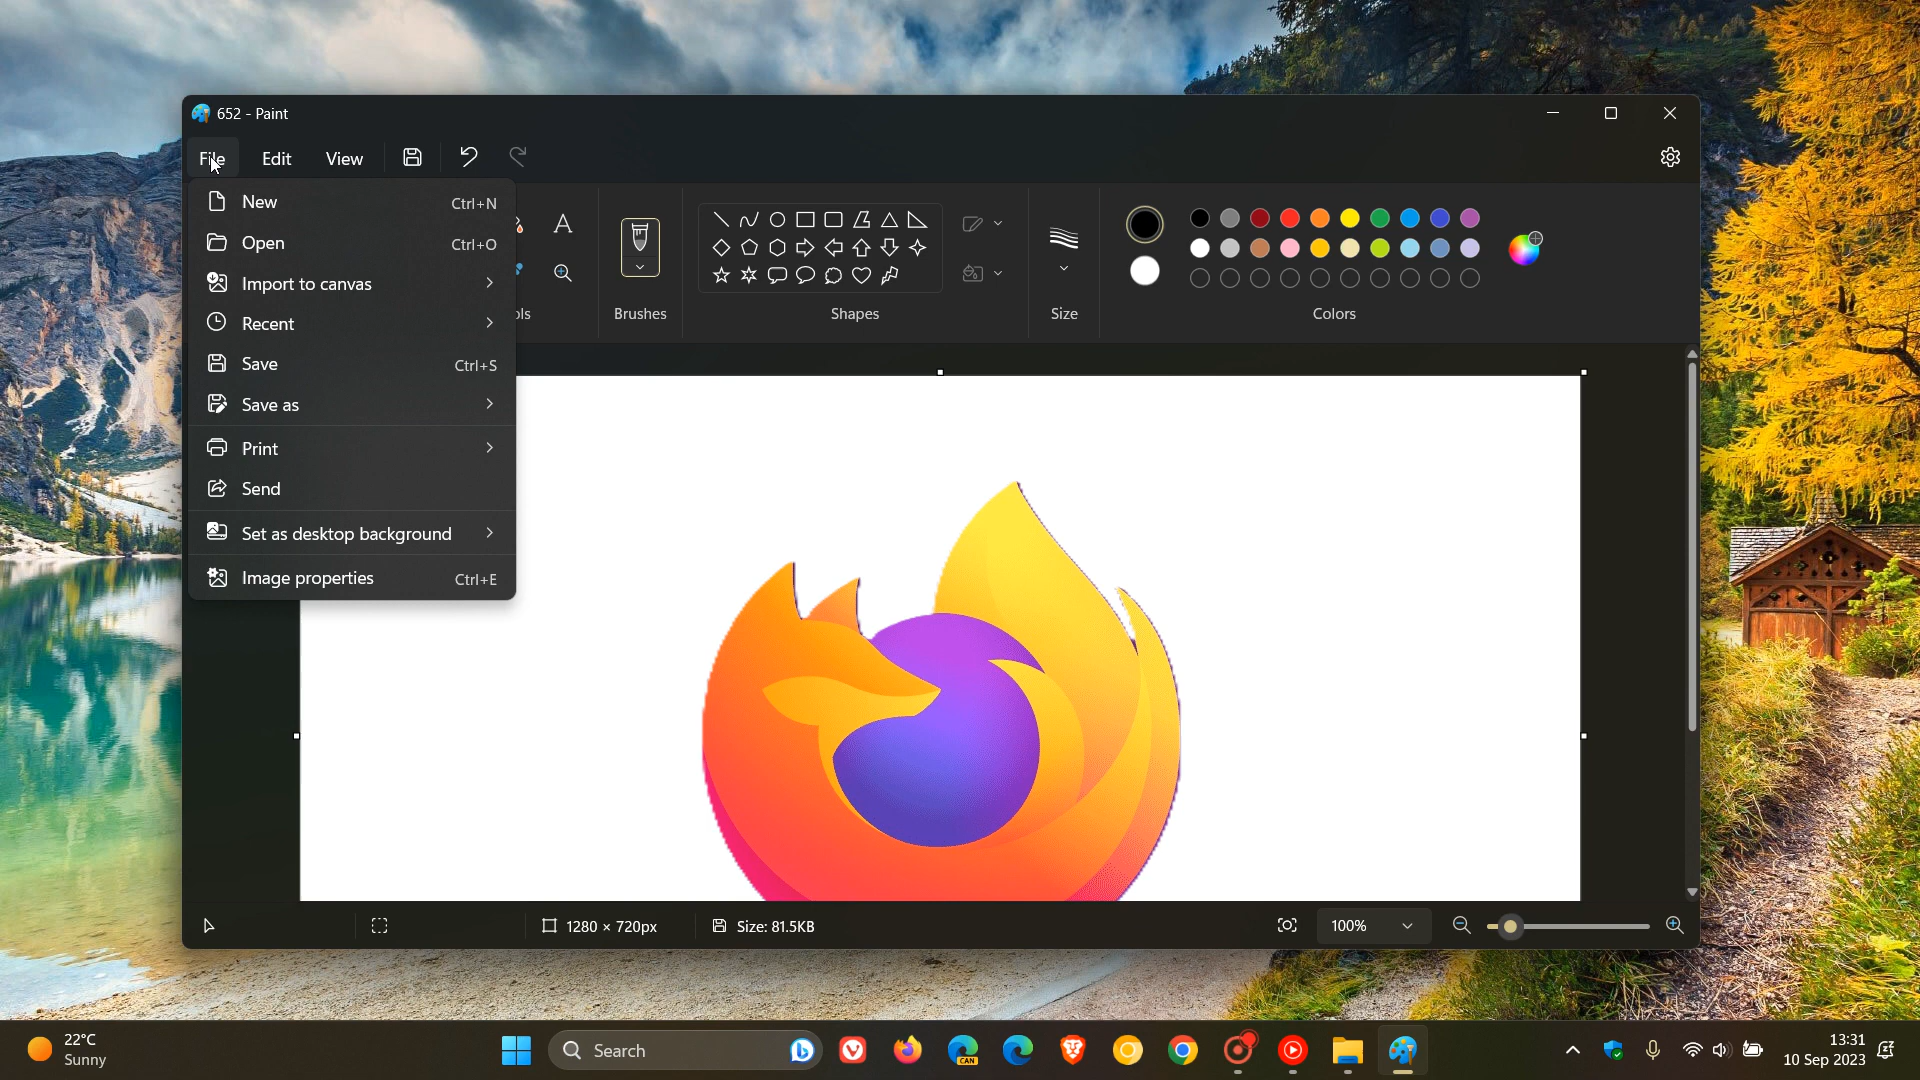 652 - Paint
File Edit View
New Ctrl+N
Open Ctrl+O
Import to canvas
Recent
Save Ctrl+S
Save as
Print
Send
Set as desktop background
Image properties Ctrl+E
ols Brushes Shapes Size Colors
1280 × 720px Size: 81.5KB 100%
22°C
Sunny
Search
CAN
13:31
10 Sep 2023